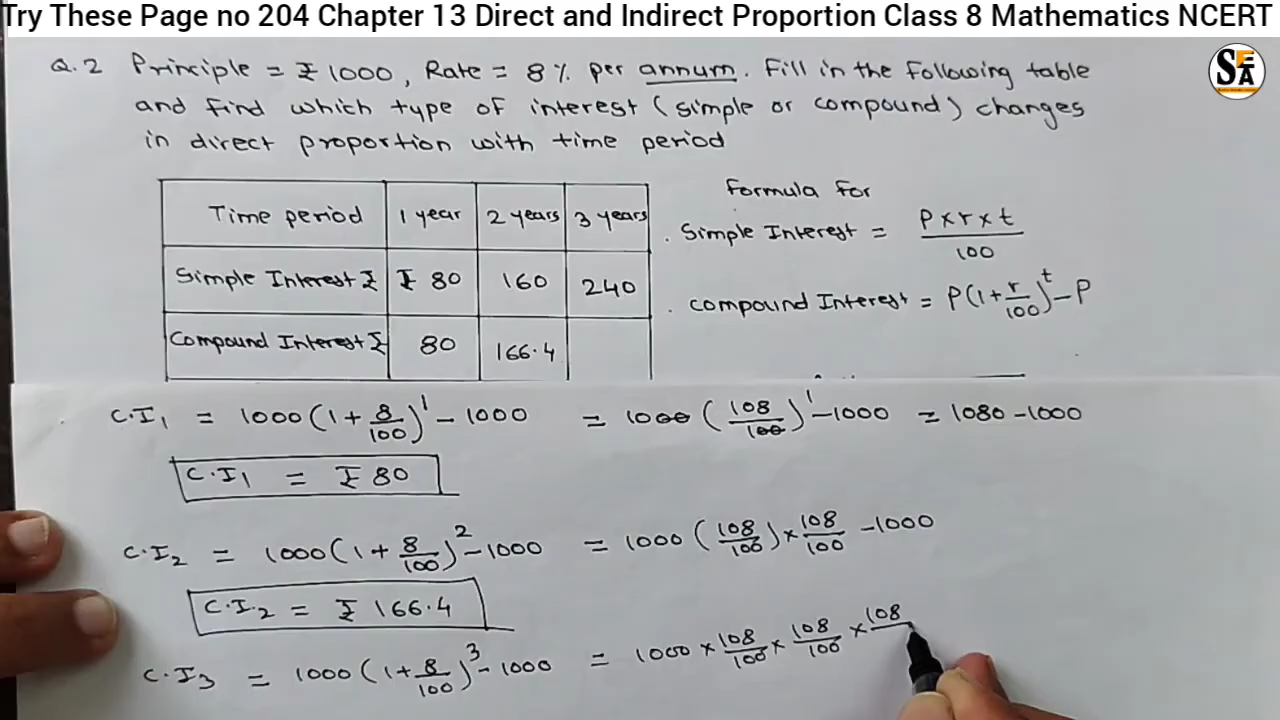 Try These Page no 204 Chapter 13 Direct and Indirect Proportion Class 8 Mathematics NCERT
Q.2 Principle = ₹ 1000, Rate = 8% per annum. Fill in the following table
and find which type of interest (simple or compound) changes
in direct proportion with time period
SFTA
Time period 1 year 2 years 3 years
Simple Interest ₹ ₹ 80 160 240
Compound Interest ₹ 80 166.4
Formula for
Simple Interest = P×r×t/100
Compound Interest = P(1+r/100)^t - P
C.I1 = 1000(1+8/100)^1 - 1000 = 1000(108/100)^1 - 1000 = 1080 - 1000
C.I1 = ₹ 80
C.I2 = 1000(1+8/100)^2 - 1000 = 1000(108/100)×108/100 - 1000
C.I2 = ₹ 166.4
C.I3 = 1000(1+8/100)^3 - 1000 = 1000×108/100×108/100×108